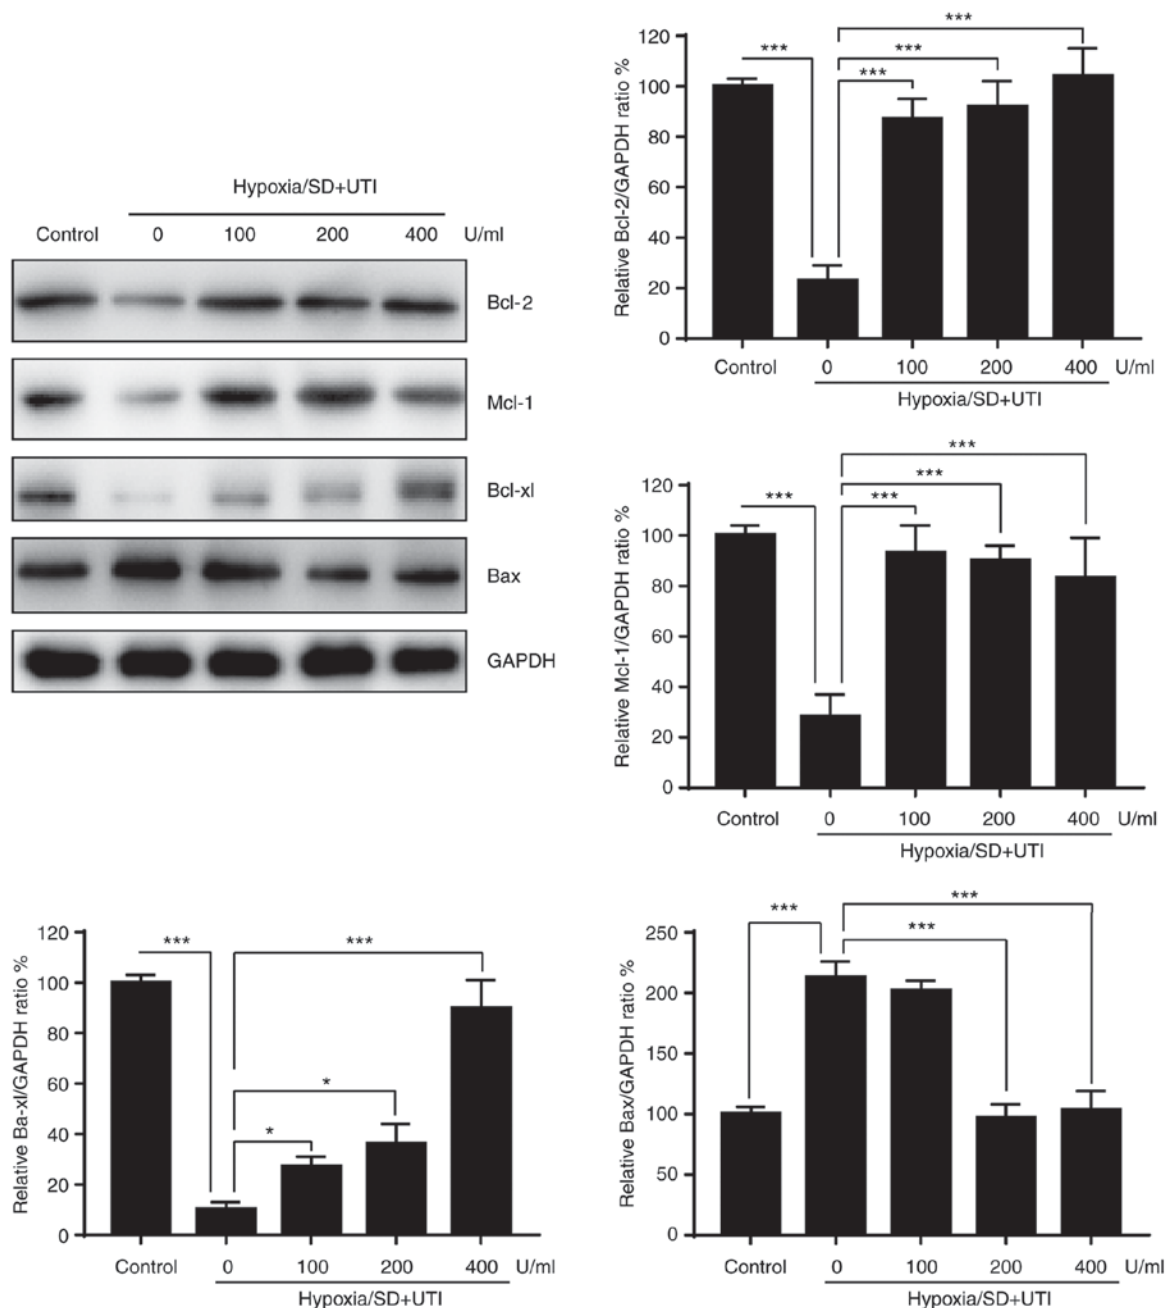 Hypoxia/SD+UTI
Control 0 100 200 400 U/ml
Bcl-2
Mcl-1
Bcl-xl
Bax
GAPDH
Relative Bcl-2/GAPDH ratio %
120
100
80
60
40
20
0
***
***
***
***
Control 0 100 200 400 U/ml
Hypoxia/SD+UTI
Relative Mcl-1/GAPDH ratio %
120
100
80
60
40
20
0
***
***
***
***
Control 0 100 200 400 U/ml
Hypoxia/SD+UTI
Relative Ba-xl/GAPDH ratio %
120
100
80
60
40
20
0
***
***
*
*
Control 0 100 200 400 U/ml
Hypoxia/SD+UTI
Relative Bax/GAPDH ratio %
250
200
150
100
50
0
***
***
***
Control 0 100 200 400 U/ml
Hypoxia/SD+UTI